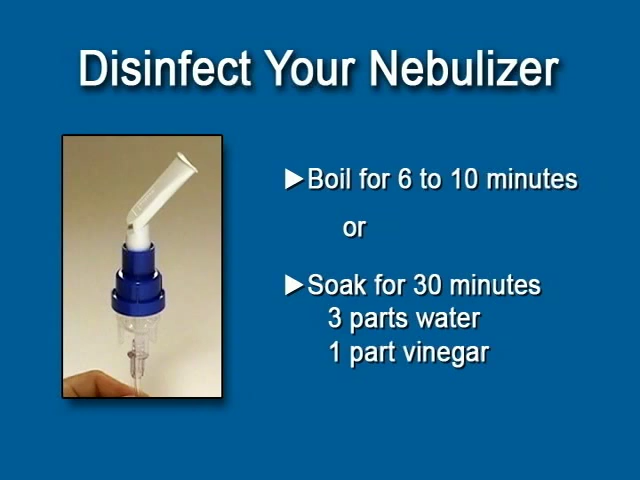 Disinfect Your Nebulizer
▶Boil for 6 to 10 minutes
or
▶Soak for 30 minutes
3 parts water
1 part vinegar